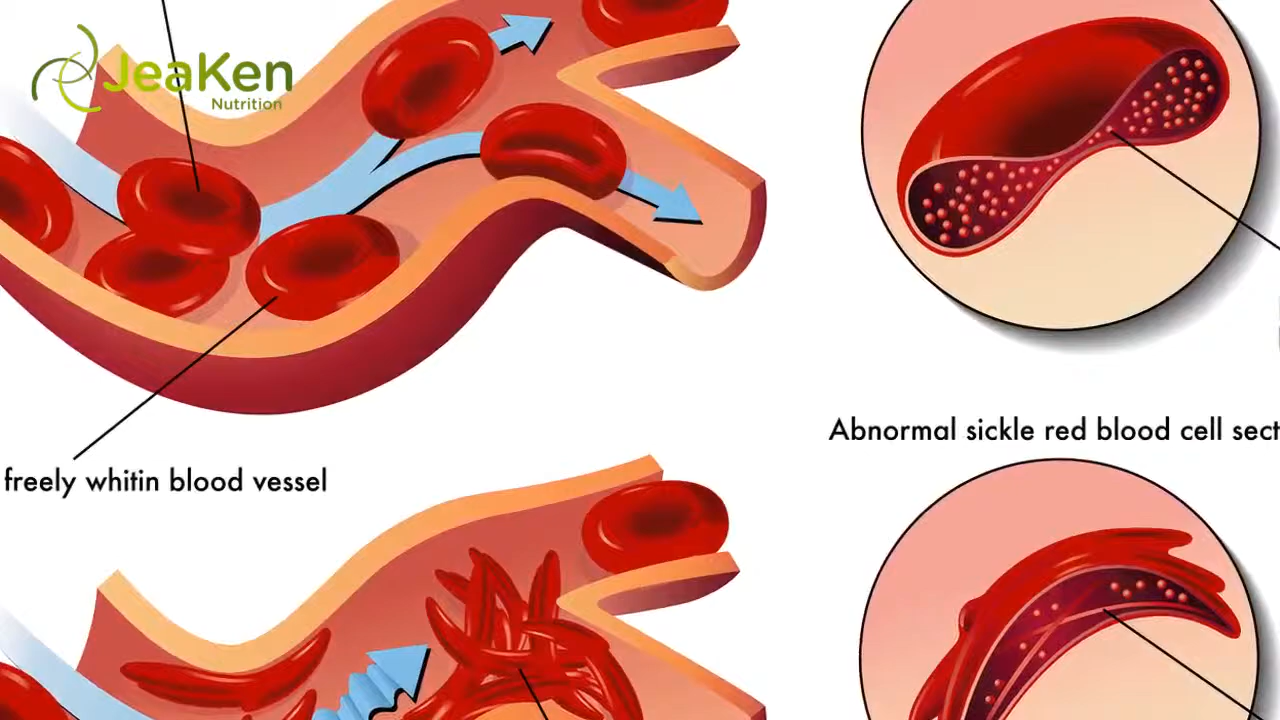 JeaKen
Nutrition
freely whitin blood vessel
Abnormal sickle red blood cell sect